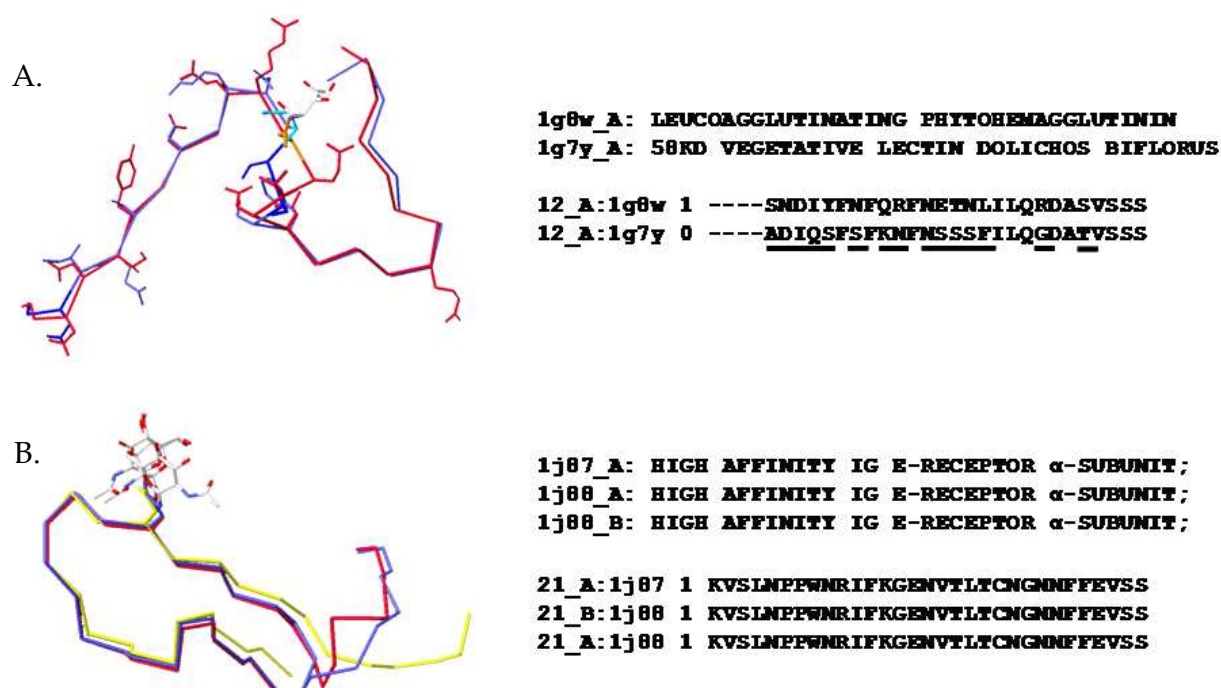 A.
1g8w_A: LEUCOAGGLUTINATING PHYTOHEMAGGLUTININ
1g7y_A: 58KD VEGETATIVE LECTIN DOLICHOS BIFLORUS
12_A:1g8w 1 ----SNDIYFNFQRFNETNLILQRDASVSSS
12_A:1g7y 0 ----ADIQSFSFKNFNSSSFILQGDATVSSS
B.
1j87_A: HIGH AFFINITY IG E-RECEPTOR α-SUBUNIT;
1j88_A: HIGH AFFINITY IG E-RECEPTOR α-SUBUNIT;
1j88_B: HIGH AFFINITY IG E-RECEPTOR α-SUBUNIT;
21_A:1j87 1 KVSLNPPWNRIFKGENVTLTCNGNNFFEVSS
21_B:1j88 1 KVSLNPPWNRIFKGENVTLTCNGNNFFEVSS
21_A:1j88 1 KVSLNPPWNRIFKGENVTLTCNGNNFFEVSS